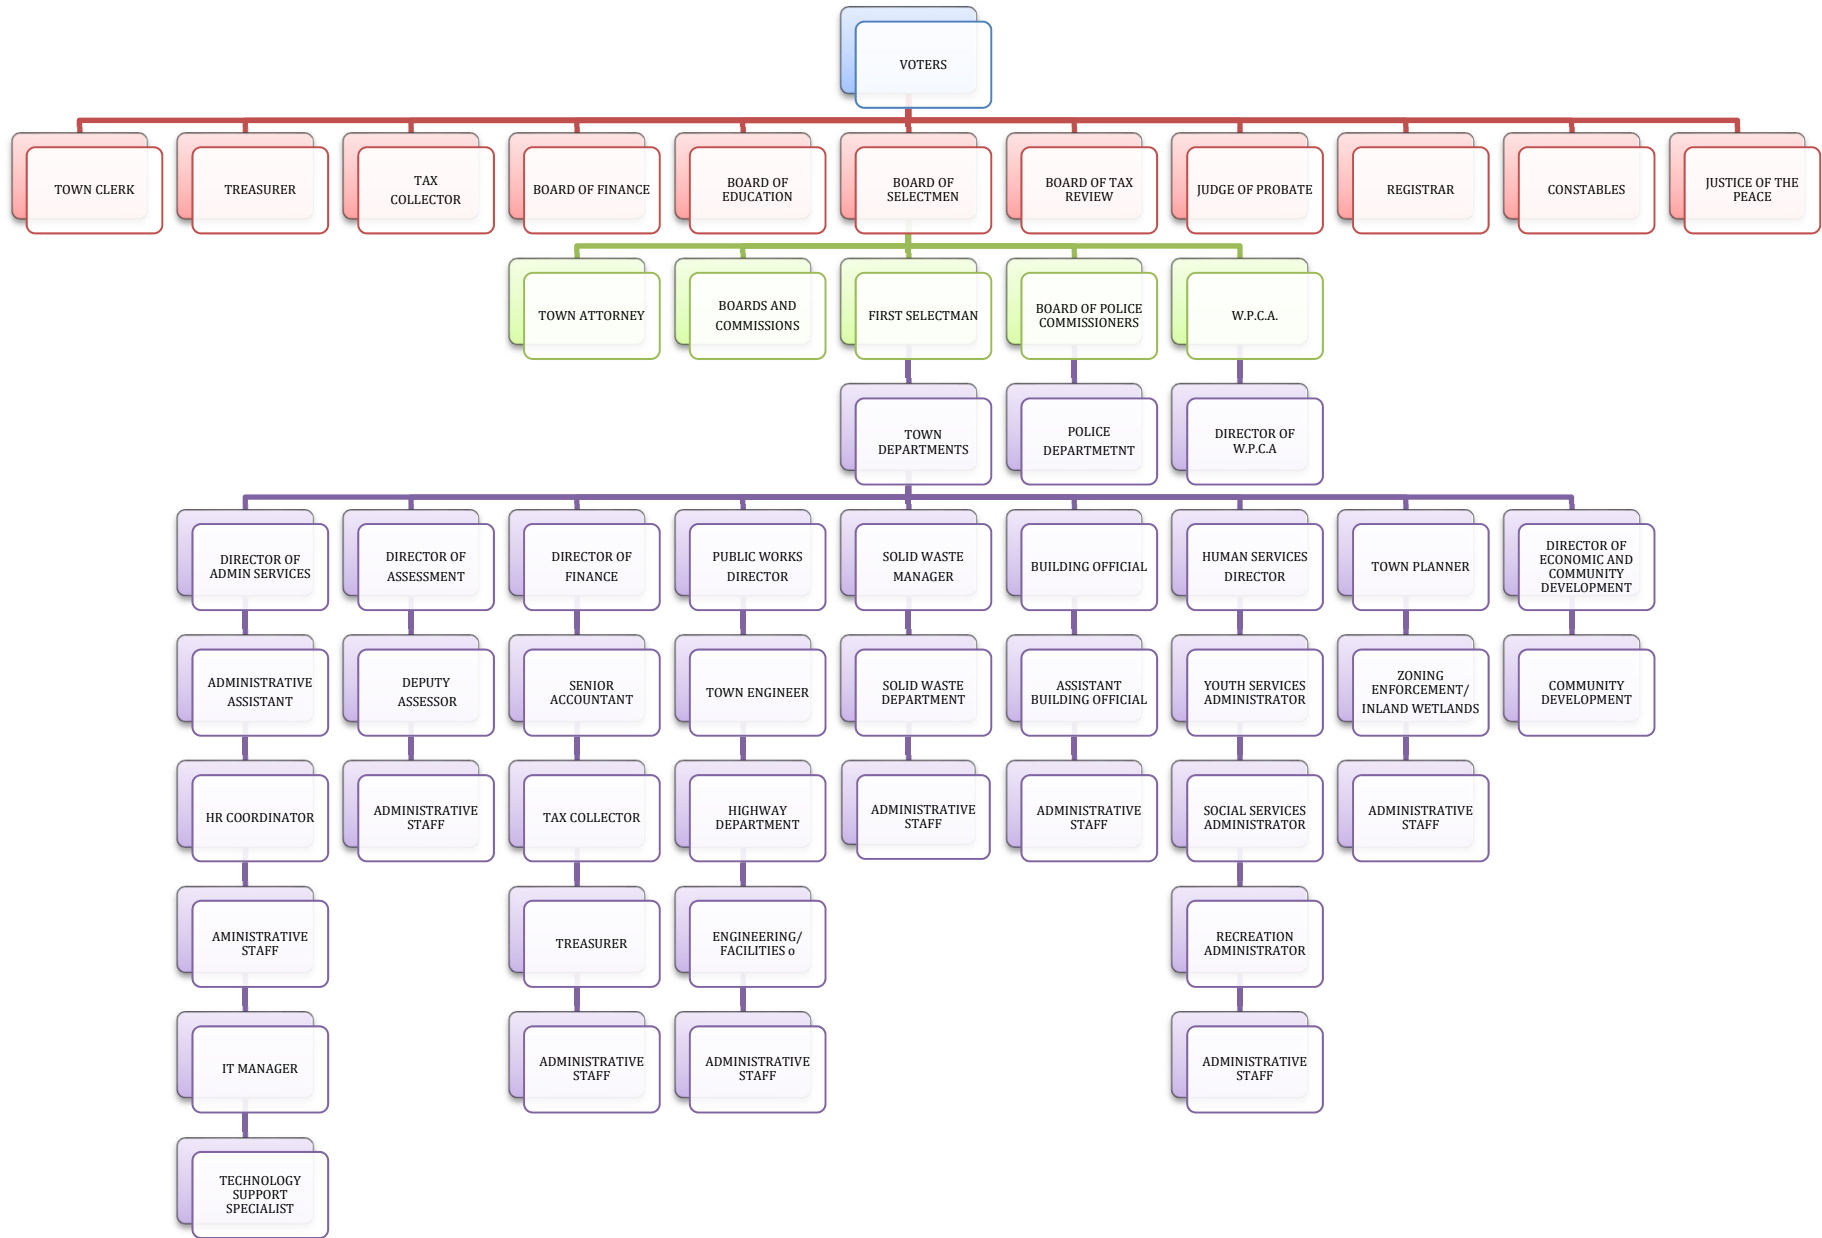 VOTERS
TOWN CLERK
TREASURER
TAX
COLLECTOR
BOARD OF FINANCE
BOARD OF
EDUCATION
BOARD OF
SELECTMEN
BOARD OF TAX
REVIEW
JUDGE OF PROBATE
REGISTRAR
CONSTABLES
JUSTICE OF THE
PEACE
TOWN ATTORNEY
BOARDS AND
COMMISSIONS
FIRST SELECTMAN
BOARD OF POLICE
COMMISSIONERS
W.P.C.A.
TOWN
DEPARTMENTS
POLICE
DEPARTMETNT
DIRECTOR OF
W.P.C.A
DIRECTOR OF
ADMIN SERVICES
DIRECTOR OF
ASSESSMENT
DIRECTOR OF
FINANCE
PUBLIC WORKS
DIRECTOR
SOLID WASTE
MANAGER
BUILDING OFFICIAL
HUMAN SERVICES
DIRECTOR
TOWN PLANNER
DIRECTOR OF
ECONOMIC AND
COMMUNITY
DEVELOPMENT
ADMINISTRATIVE
ASSISTANT
DEPUTY
ASSESSOR
SENIOR
ACCOUNTANT
TOWN ENGINEER
SOLID WASTE
DEPARTMENT
ASSISTANT
BUILDING OFFICIAL
YOUTH SERVICES
ADMINISTRATOR
ZONING
ENFORCEMENT/
INLAND WETLANDS
COMMUNITY
DEVELOPMENT
HR COORDINATOR
ADMINISTRATIVE
STAFF
TAX COLLECTOR
HIGHWAY
DEPARTMENT
ADMINISTRATIVE
STAFF
ADMINISTRATIVE
STAFF
SOCIAL SERVICES
ADMINISTRATOR
ADMINISTRATIVE
STAFF
AMINISTRATIVE
STAFF
TREASURER
ENGINEERING/
FACILITIES o
RECREATION
ADMINISTRATOR
IT MANAGER
ADMINISTRATIVE
STAFF
ADMINISTRATIVE
STAFF
ADMINISTRATIVE
STAFF
TECHNOLOGY
SUPPORT
SPECIALIST